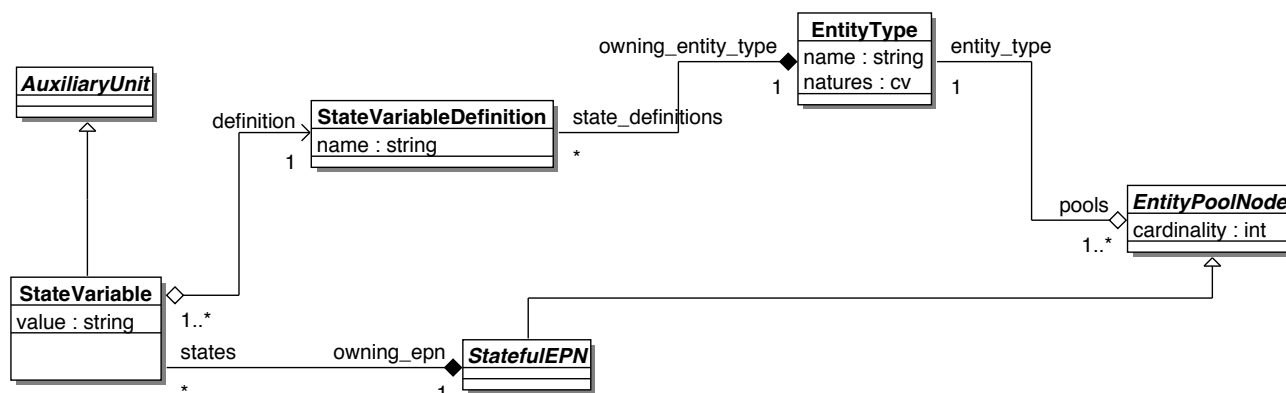 EntityType
name : string
natures : cv
owning_entity_type
1
entity_type
1
AuxiliaryUnit
StateVariableDefinition
name : string
definition
1
state_definitions
*
EntityPoolNode
cardinality : int
pools
1..*
StateVariable
value : string
1..*
states
*
owning_epn
1
StatefulEPN